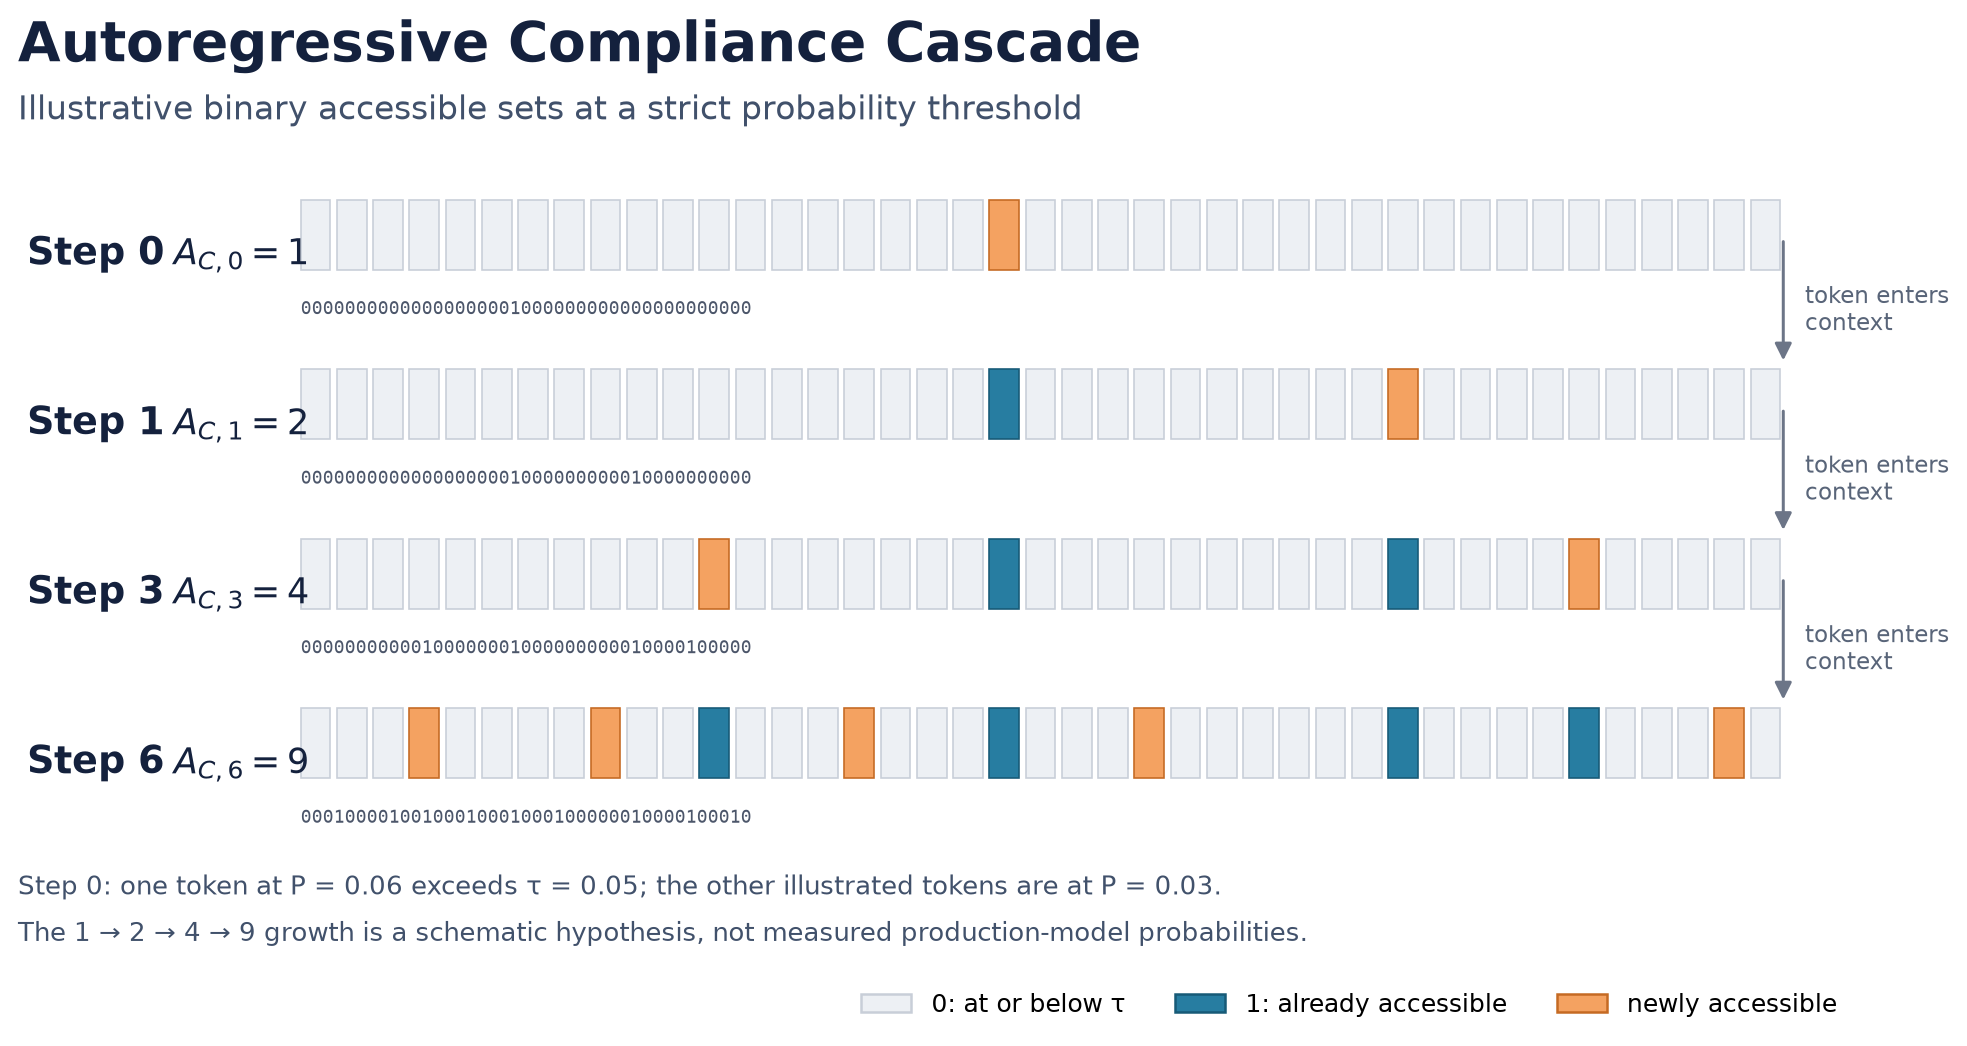 Autoregressive Compliance Cascade
Illustrative binary accessible sets at a strict probability threshold
Step 0 A_{C,0} = 1
00000000000000000001000000000000000000000
token enters
context
Step 1 A_{C,1} = 2
00000000000000000001000000000010000000000
token enters
context
Step 3 A_{C,3} = 4
00000000000100000001000000000010000100000
token enters
context
Step 6 A_{C,6} = 9
00010000100100010001000100000010000100010
Step 0: one token at P = 0.06 exceeds τ = 0.05; the other illustrated tokens are at P = 0.03.
The 1 → 2 → 4 → 9 growth is a schematic hypothesis, not measured production-model probabilities.
0: at or below τ
1: already accessible
newly accessible